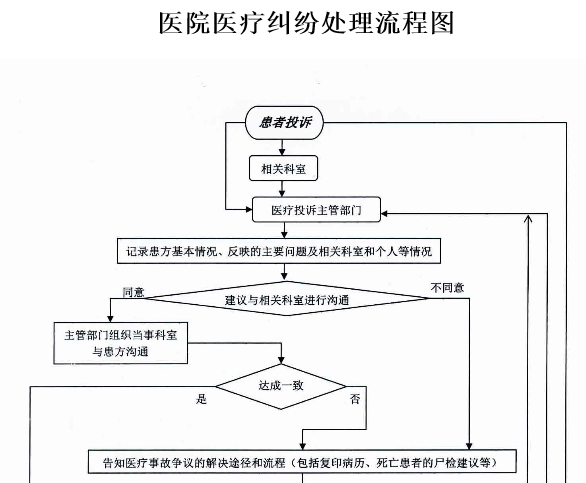 医院医疗纠纷处理流程图
患者投诉
相关科室
医疗投诉主管部门
记录患方基本情况、反映的主要问题及相关科室和个人等情况
同意
不同意
建议与相关科室进行沟通
主管部门组织当事科室
与患方沟通
达成一致
是
否
告知医疗事故争议的解决途径和流程（包括复印病历、死亡患者的尸检建议等）